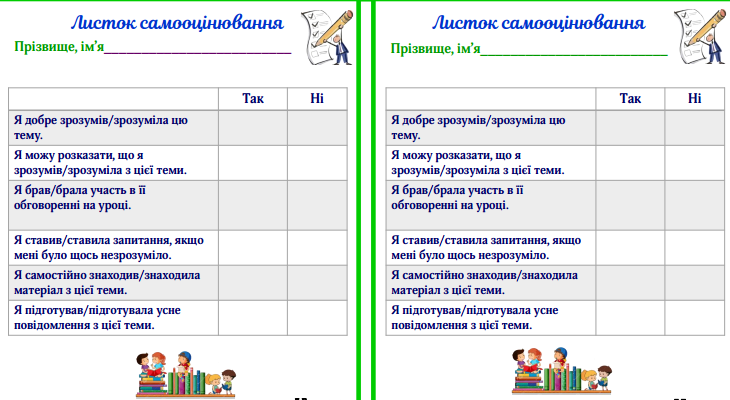 Листок самооцінювання
Прізвище, ім’я____________________________
Так Ні
Я добре зрозумів/зрозуміла цю
тему.
Я можу розказати, що я
зрозумів/зрозуміла з цієї теми.
Я брав/брала участь в її
обговоренні на уроці.
Я ставив/ставила запитання, якщо
мені було щось незрозуміло.
Я самостійно знаходив/знаходила
матеріал з цієї теми.
Я підготував/підготувала усне
повідомлення з цієї теми.
Листок самооцінювання
Прізвище, ім’я____________________________
Так Ні
Я добре зрозумів/зрозуміла цю
тему.
Я можу розказати, що я
зрозумів/зрозуміла з цієї теми.
Я брав/брала участь в її
обговоренні на уроці.
Я ставив/ставила запитання, якщо
мені було щось незрозуміло.
Я самостійно знаходив/знаходила
матеріал з цієї теми.
Я підготував/підготувала усне
повідомлення з цієї теми.